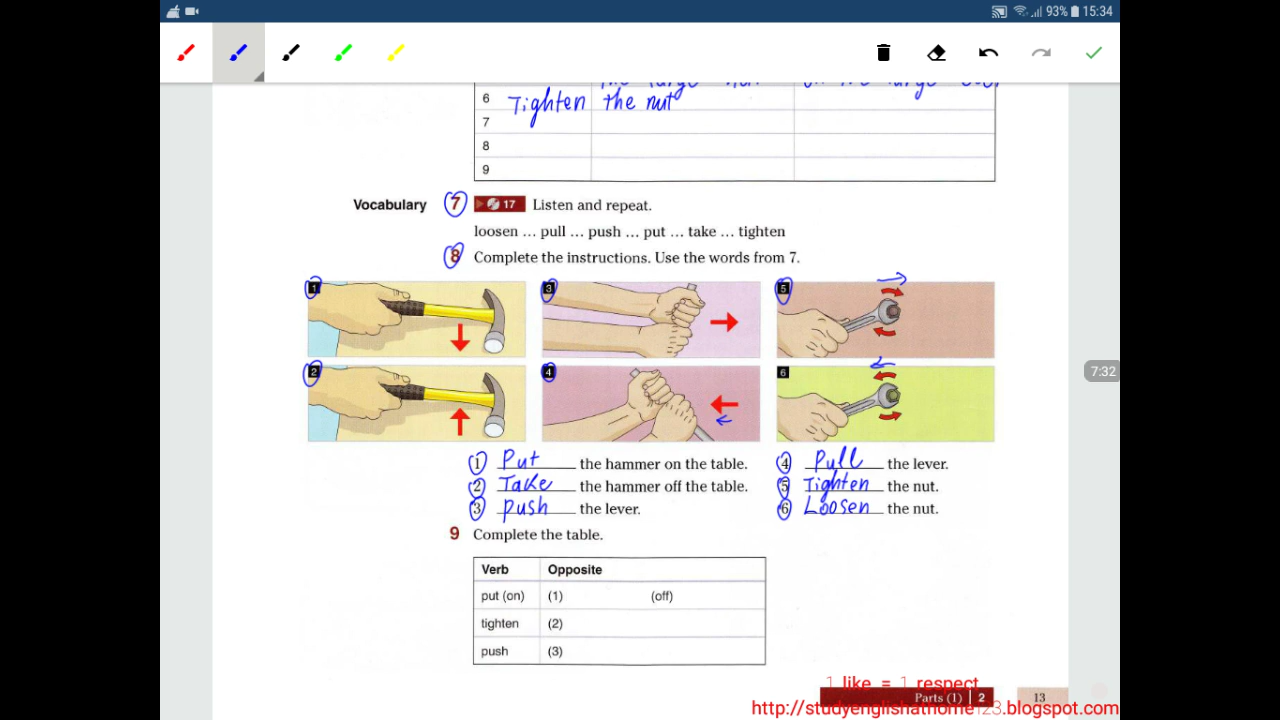 93% 15:34
6 Tighten the nut
7
8
9
Vocabulary 7 17 Listen and repeat.
loosen ... pull ... push ... put ... take ... tighten
8 Complete the instructions. Use the words from 7.
1 3 5
2 4 6
7:32
1 Put the hammer on the table.
2 Take the hammer off the table.
3 push the lever.
4 Pull the lever.
5 Tighten the nut.
6 Loosen the nut.
9 Complete the table.
Verb Opposite
put (on) (1) (off)
tighten (2)
push (3)
1 like = 1 respect
Parts (1) 2 13
http://studyenglishathome123.blogspot.com